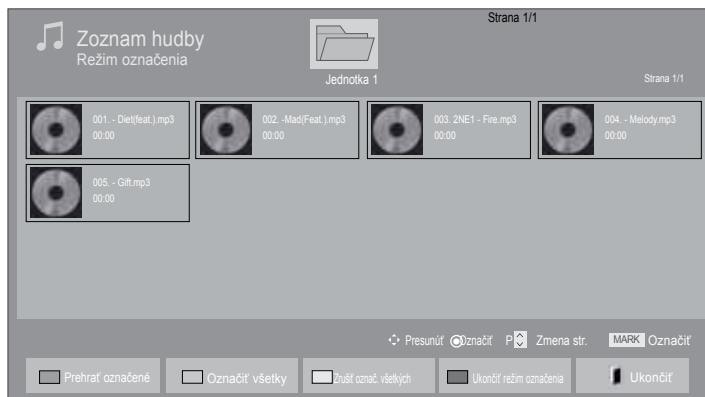 Strana 1/1
Zoznam hudby
Režim označenia
Jednotka 1
Strana 1/1
001. - Diet(feat.).mp3
00:00
002. -Mad(Feat.).mp3
00:00
003. 2NE1 - Fire.mp3
00:00
004. - Melody.mp3
00:00
005. - Gift.mp3
00:00
Presunúť Označiť P Zmena str. MARK Označiť
Prehrať označené Označiť všetky Zrušiť označ. všetkých Ukončiť režim označenia Ukončiť